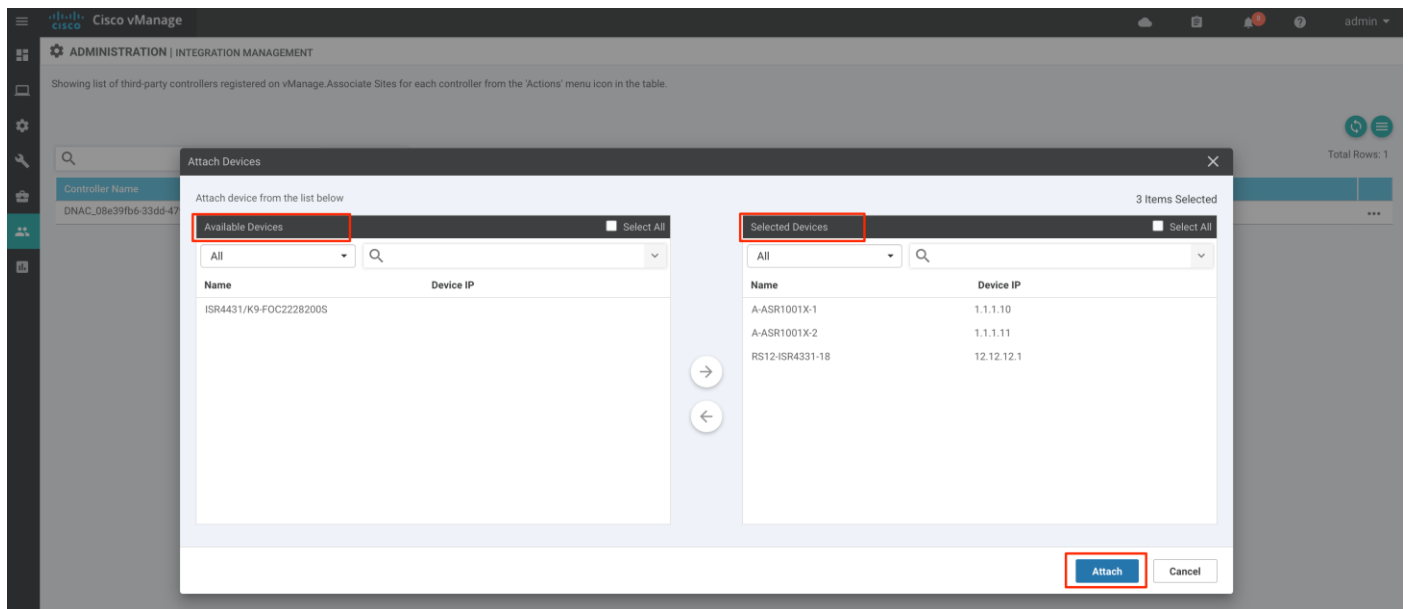 CISCO Cisco vManage admin
ADMINISTRATION | INTEGRATION MANAGEMENT
Showing list of third-party controllers registered on vManage.Associate Sites for each controller from the 'Actions' menu icon in the table.
Total Rows: 1
Controller Name
DNAC_08e39fb6-33dd-47
Attach Devices
Attach device from the list below
3 Items Selected
Available Devices Select All
All
Name Device IP
ISR4431/K9-FOC2228200S
Selected Devices Select All
All
Name Device IP
A-ASR1001X-1 1.1.1.10
A-ASR1001X-2 1.1.1.11
RS12-ISR4331-18 12.12.12.1
Attach Cancel